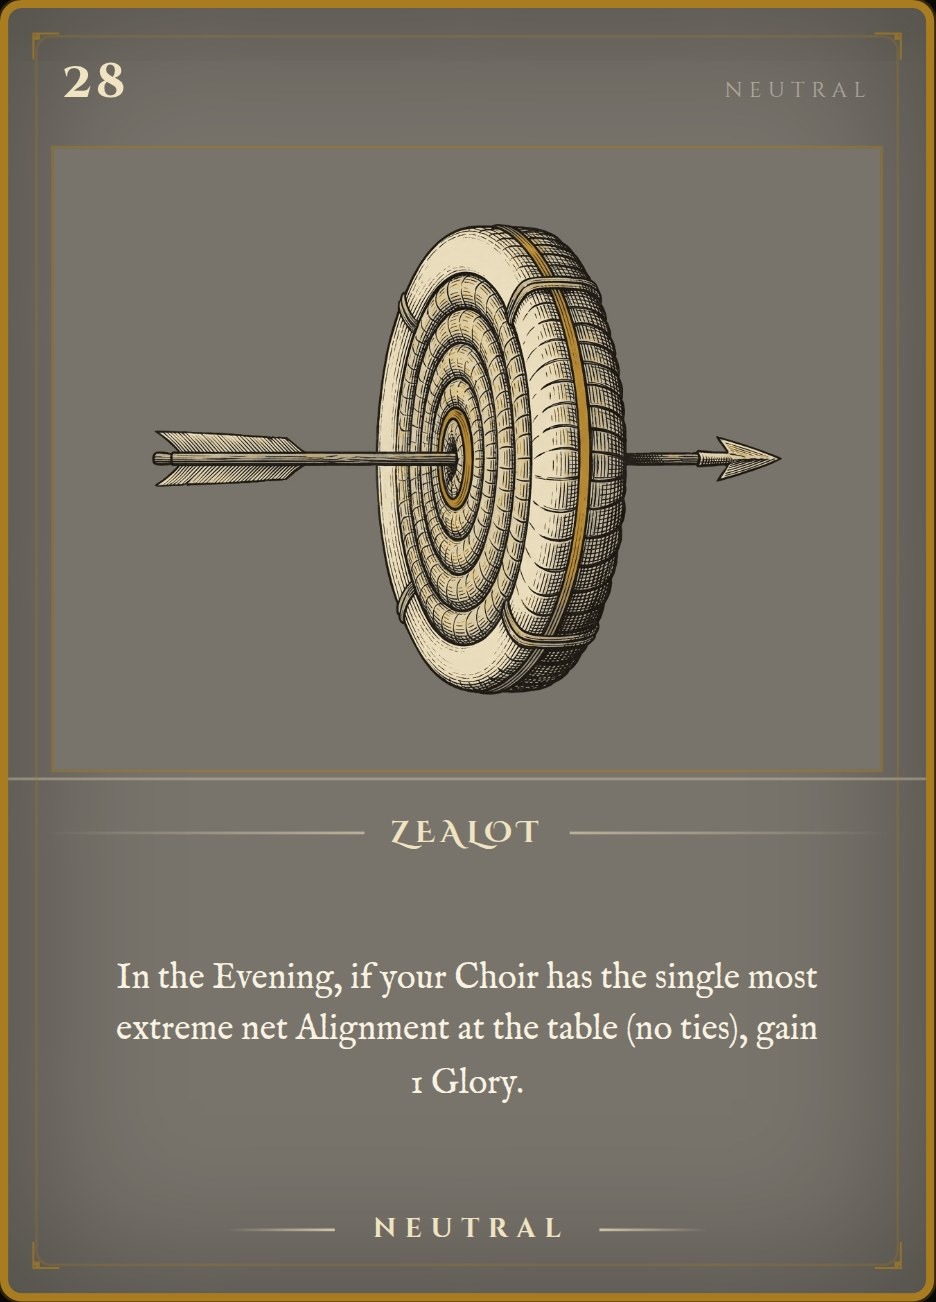 28
NEUTRAL
ZEALOT
In the Evening, if your Choir has the single most
extreme net Alignment at the table (no ties), gain
1 Glory.
NEUTRAL